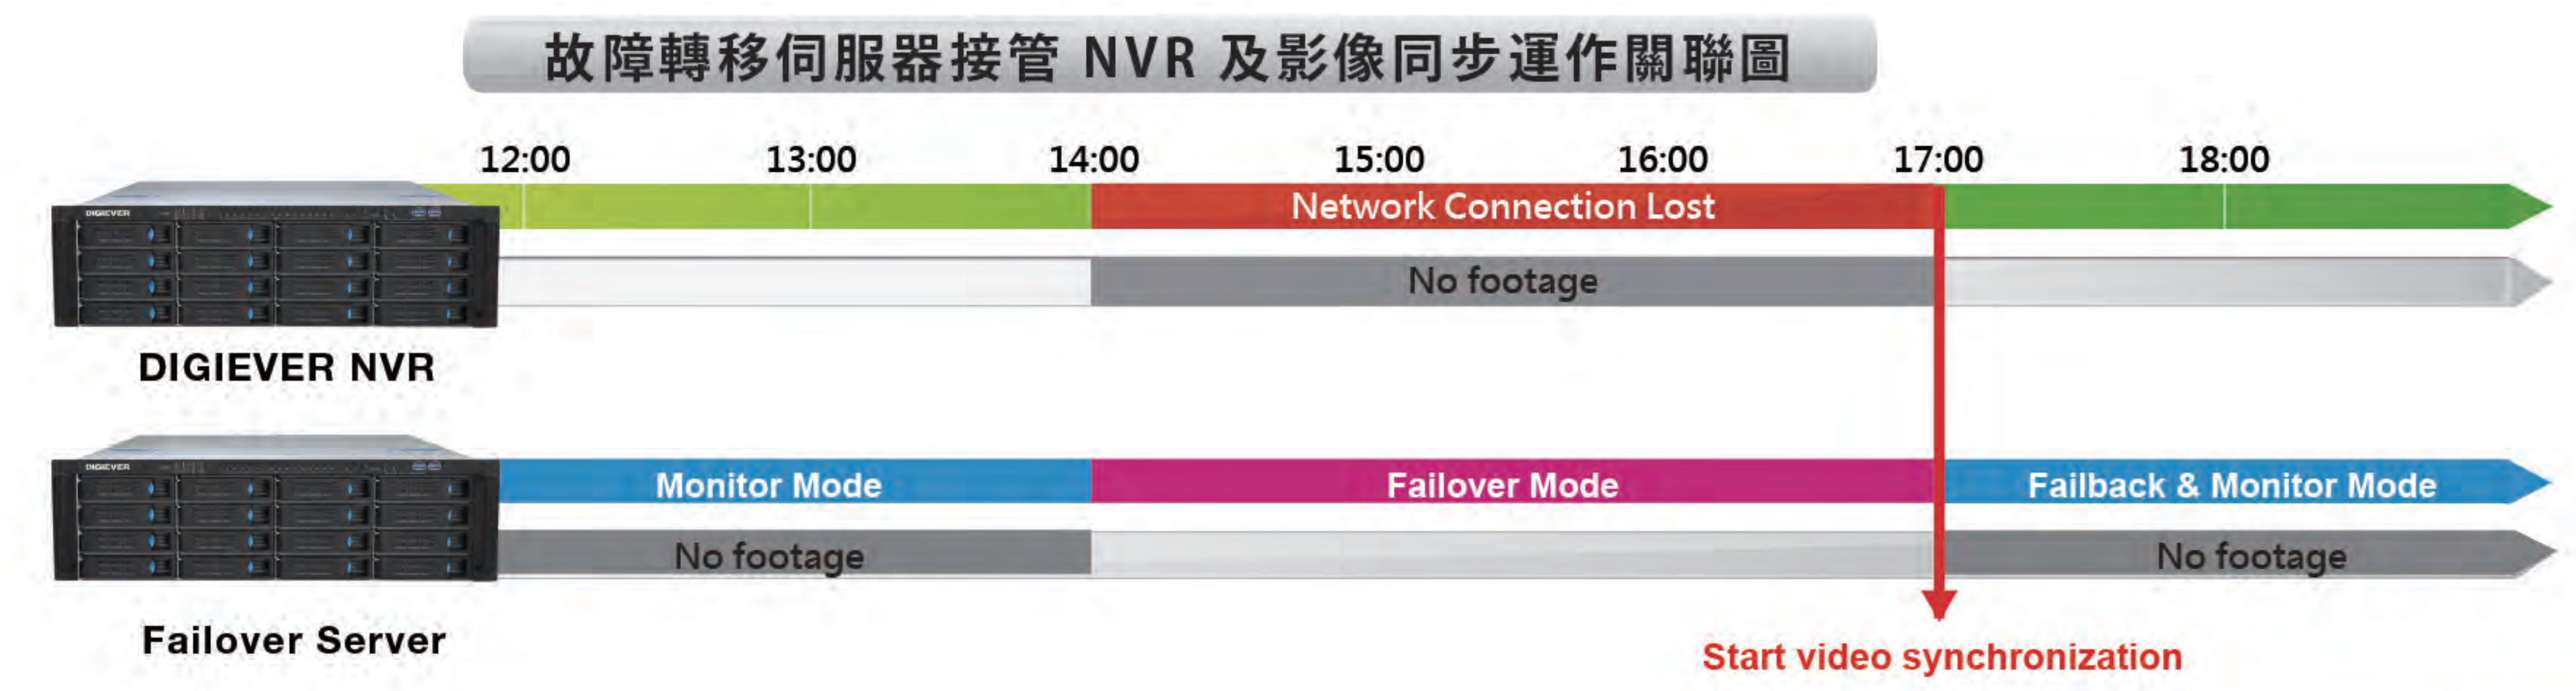 故障轉移伺服器接管 NVR 及影像同步運作關聯圖
12:00 13:00 14:00 15:00 16:00 17:00 18:00
Network Connection Lost
DIGIEVER
No footage
DIGIEVER NVR
DIGIEVER
Monitor Mode Failover Mode Failback & Monitor Mode
No footage No footage
Failover Server
Start video synchronization